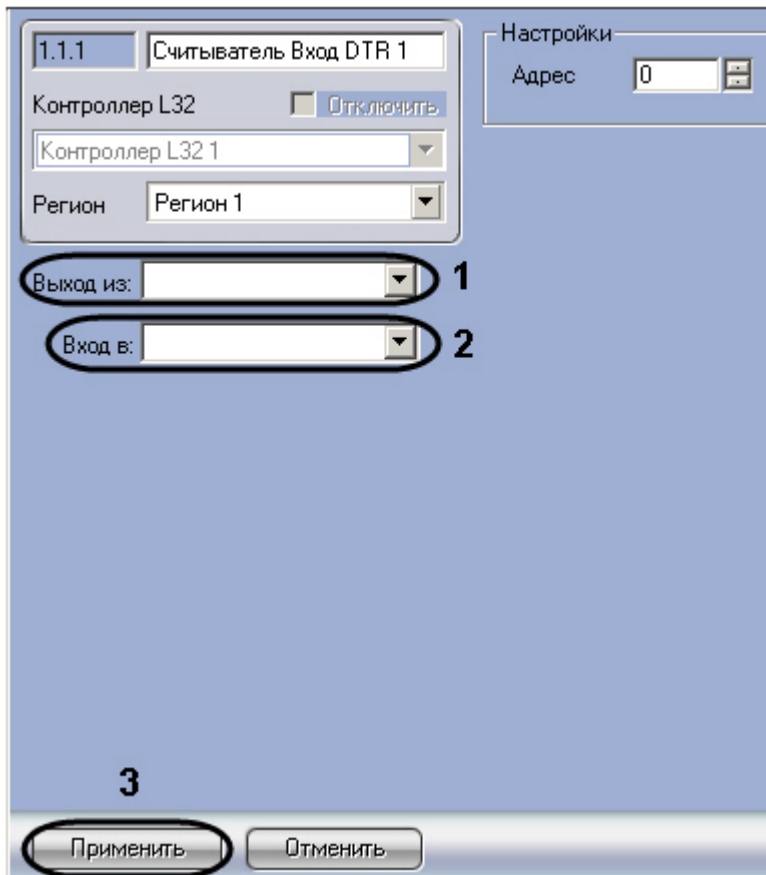 1.1.1 Считыватель Вход DTR 1
Контроллер L32 Отключить
Контроллер L32 1
Регион Регион 1
Настройки
Адрес 0
Выход из: 1
Вход в: 2
3
Применить Отменить